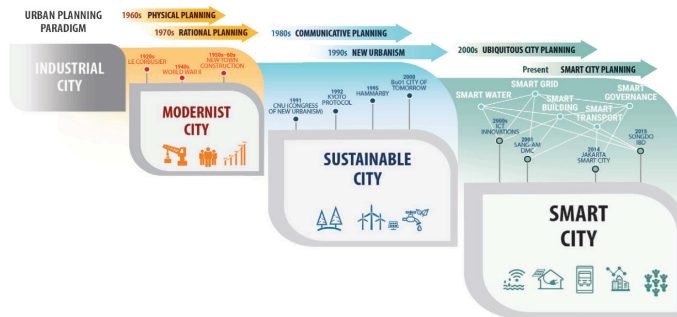 URBAN PLANNING
PARADIGM
1960s PHYSICAL PLANNING
1970s RATIONAL PLANNING
1980s COMMUNICATIVE PLANNING
1990s NEW URBANISM
2000s UBIQUITOUS CITY PLANNING
Present SMART CITY PLANNING
INDUSTRIAL
CITY
1920s
LE CORBUSIER
1940s
WORLD WAR II
1950s-60s
NEW TOWN
CONSTRUCTION
MODERNIST
CITY
1991
CNU (CONGRESS
OF NEW URBANISM)
1992
KYOTO
PROTOCOL
1995
HAMMARBY
2000
Bo01 CITY OF
TOMORROW
SUSTAINABLE
CITY
SMART WATER
SMART GRID
SMART
BUILDING
SMART
TRANSPORT
SMART
GOVERNANCE
2000s
ICT
INNOVATIONS
2001
SANG-AM
DMC
2014
JAKARTA
SMART CITY
2015
SONGDO
IBD
SMART
CITY